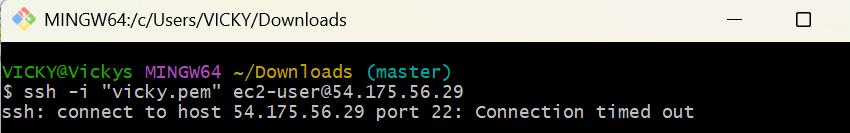 MINGW64:/c/Users/VICKY/Downloads
VICKY@Vickys MINGW64 ~/Downloads (master)
$ ssh -i "vicky.pem" ec2-user@54.175.56.29
ssh: connect to host 54.175.56.29 port 22: Connection timed out